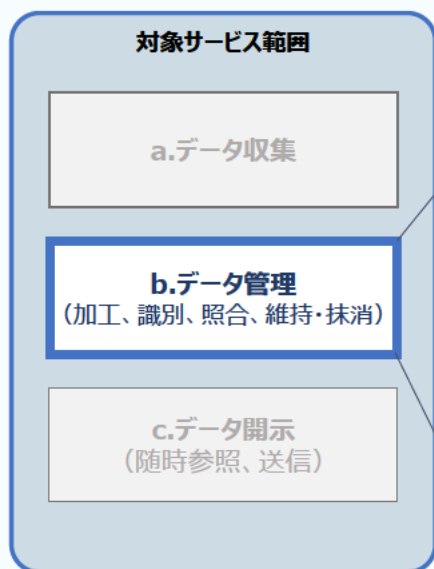 対象サービス範囲
a.データ収集
b.データ管理
（加工、識別、照合、維持・抹消）
c.データ開示
（随時参照、送信）